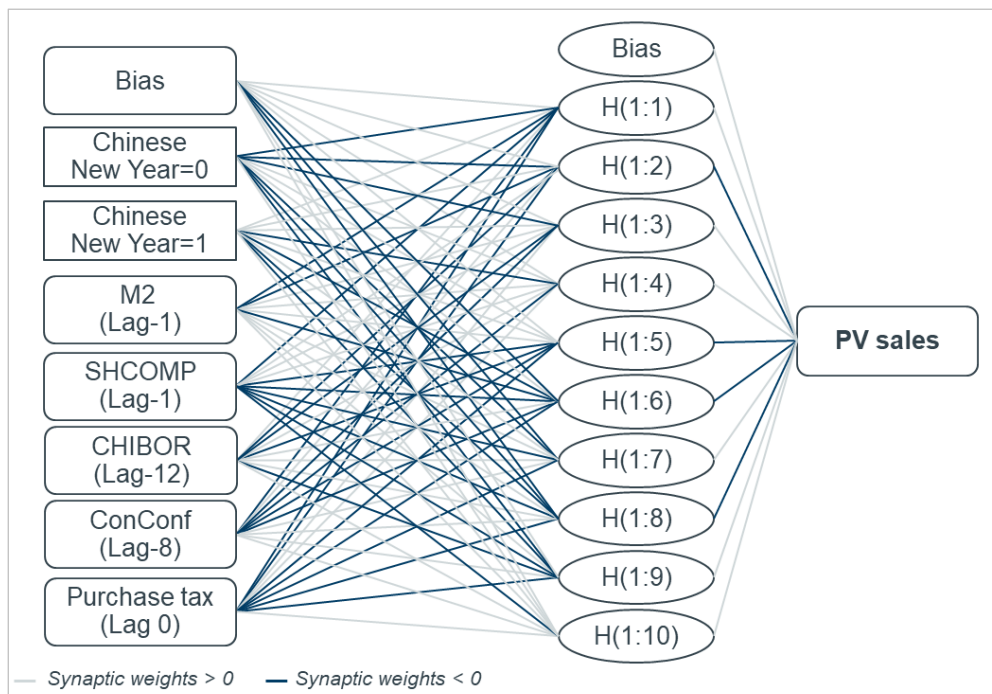 Bias
Chinese
New Year=0
Chinese
New Year=1
M2
(Lag-1)
SHCOMP
(Lag-1)
CHIBOR
(Lag-12)
ConConf
(Lag-8)
Purchase tax
(Lag 0)
Bias
H(1:1)
H(1:2)
H(1:3)
H(1:4)
H(1:5)
H(1:6)
H(1:7)
H(1:8)
H(1:9)
H(1:10)
PV sales
Synaptic weights > 0
Synaptic weights < 0